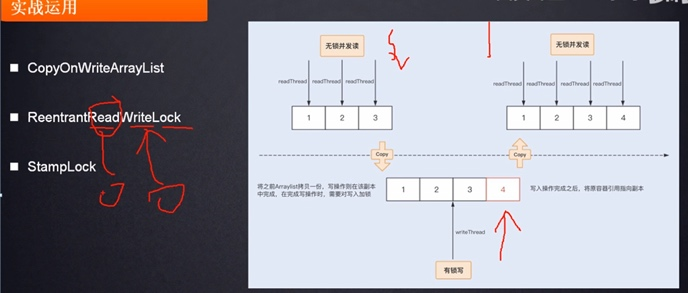 实战运用
CopyOnWriteArrayList
ReentrantReadWriteLock
StampLock
无锁并发读
readThread readThread readThread
1 2 3
Copy
将之前Arraylist拷贝一份，写操作则在该副本
中完成，在完成写操作时，需要对写入加锁
1 2 3 4
writeThread
有锁写
无锁并发读
readThread readThread readThread readThread
1 2 3 4
Copy
写入操作完成之后，将原容器引用指向副本